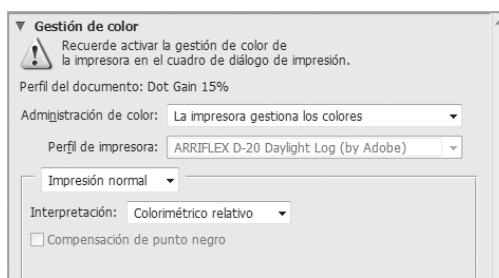 Gestión de color
Recuerde activar la gestión de color de
la impresora en el cuadro de diálogo de impresión.
Perfil del documento: Dot Gain 15%
Administración de color: La impresora gestiona los colores
Perfil de impresora: ARRIFLEX D-20 Daylight Log (by Adobe)
Impresión normal
Interpretación: Colorimétrico relativo
Compensación de punto negro